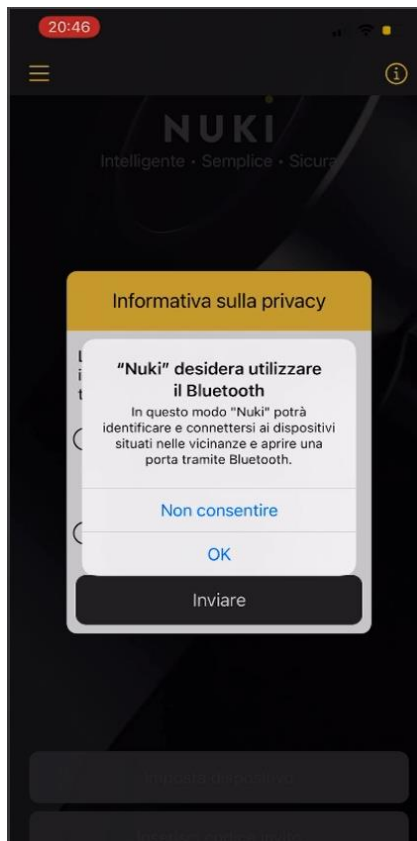 20:46
NUKI
Intelligente • Semplice • Sicura
Informativa sulla privacy
L
i
t
“Nuki” desidera utilizzare
il Bluetooth
In questo modo "Nuki" potrà
identificare e connettersi ai dispositivi
situati nelle vicinanze e aprire una
porta tramite Bluetooth.
Non consentire
OK
Inviare